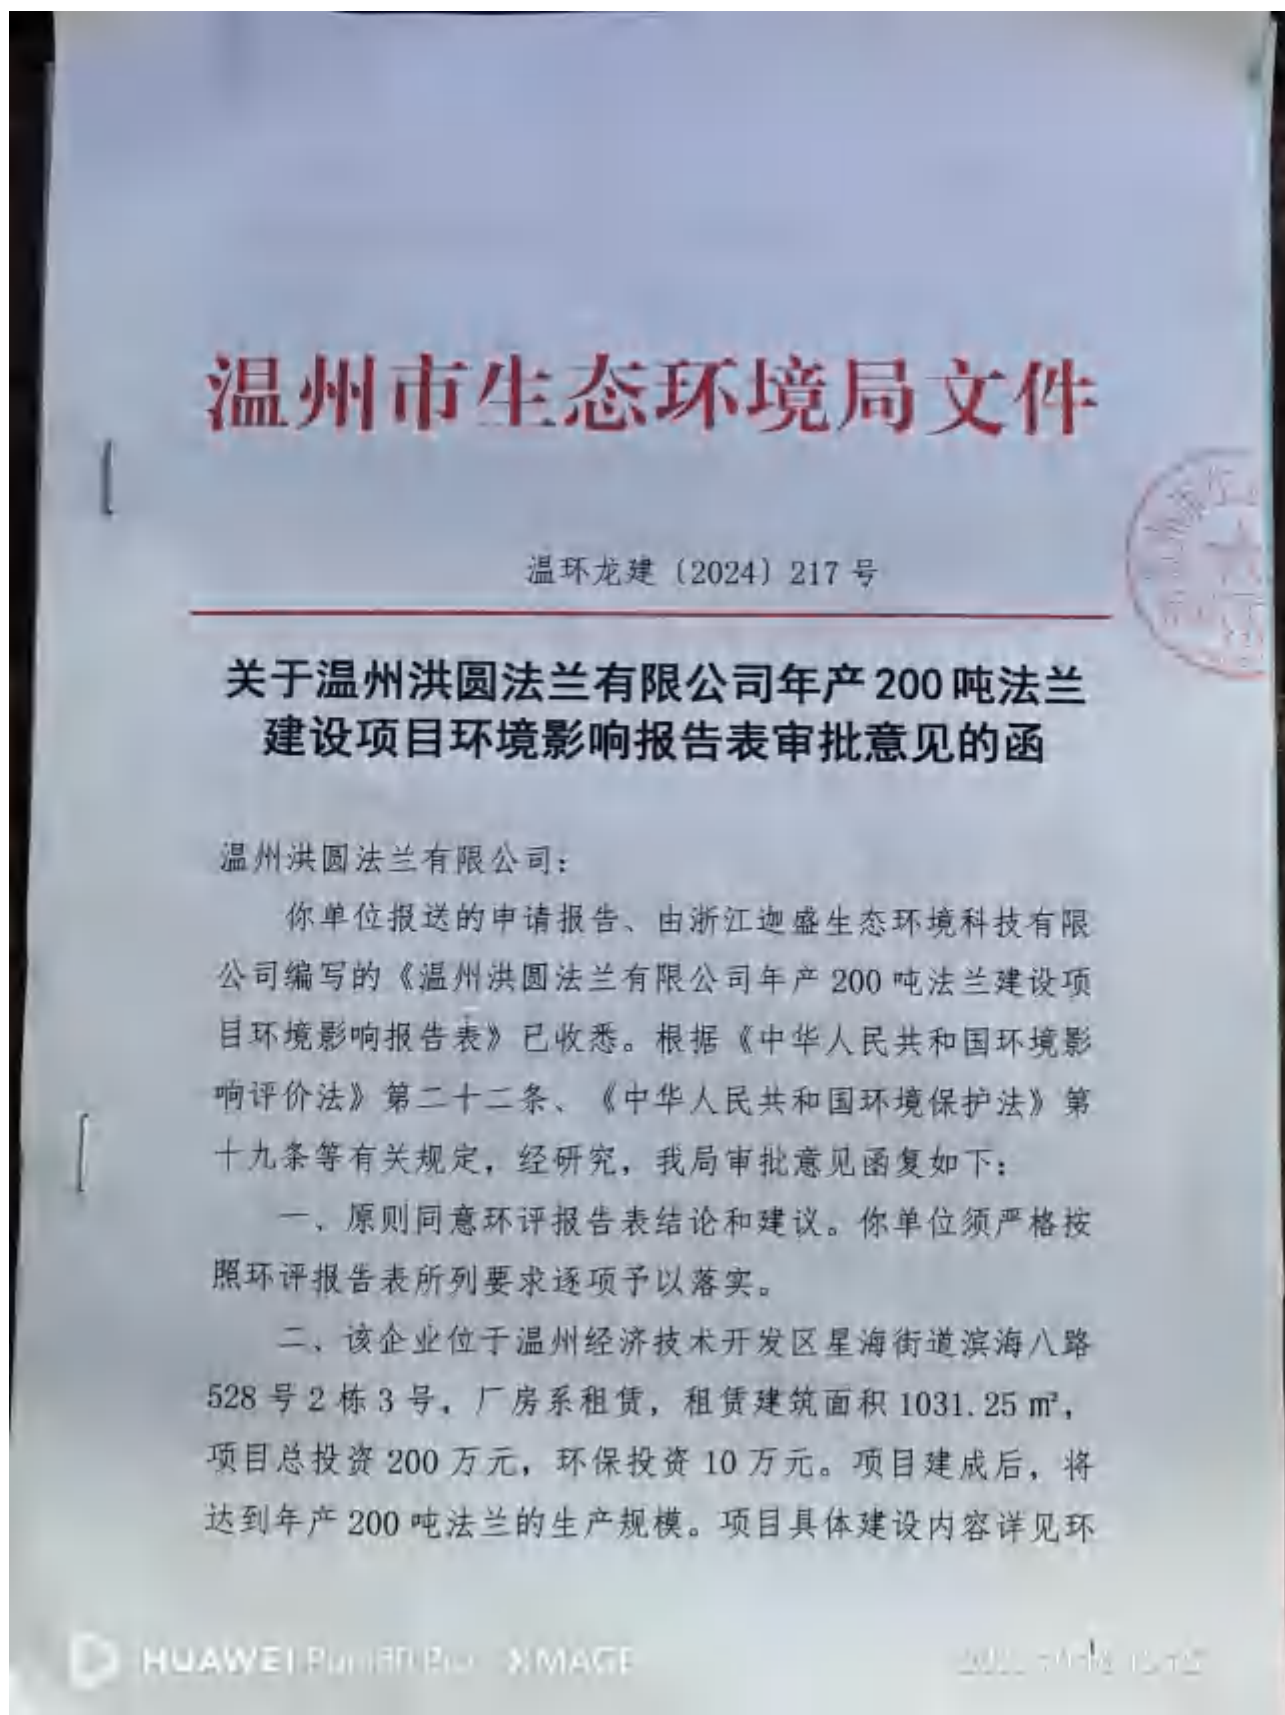 温州市生态环境局文件
温环龙建〔2024〕217号
关于温州洪圆法兰有限公司年产200吨法兰
建设项目环境影响报告表审批意见的函
温州洪圆法兰有限公司：
你单位报送的申请报告、由浙江迦盛生态环境科技有限
公司编写的《温州洪圆法兰有限公司年产200吨法兰建设项
目环境影响报告表》已收悉。根据《中华人民共和国环境影
响评价法》第二十二条、《中华人民共和国环境保护法》第
十九条等有关规定，经研究，我局审批意见函复如下：
一、原则同意环评报告表结论和建议。你单位须严格按
照环评报告表所列要求逐项予以落实。
二、该企业位于温州经济技术开发区星海街道滨海八路
528号2栋3号，厂房系租赁，租赁建筑面积1031.25㎡，
项目总投资200万元，环保投资10万元。项目建成后，将
达到年产200吨法兰的生产规模。项目具体建设内容详见环
HUAWEI XMAGE